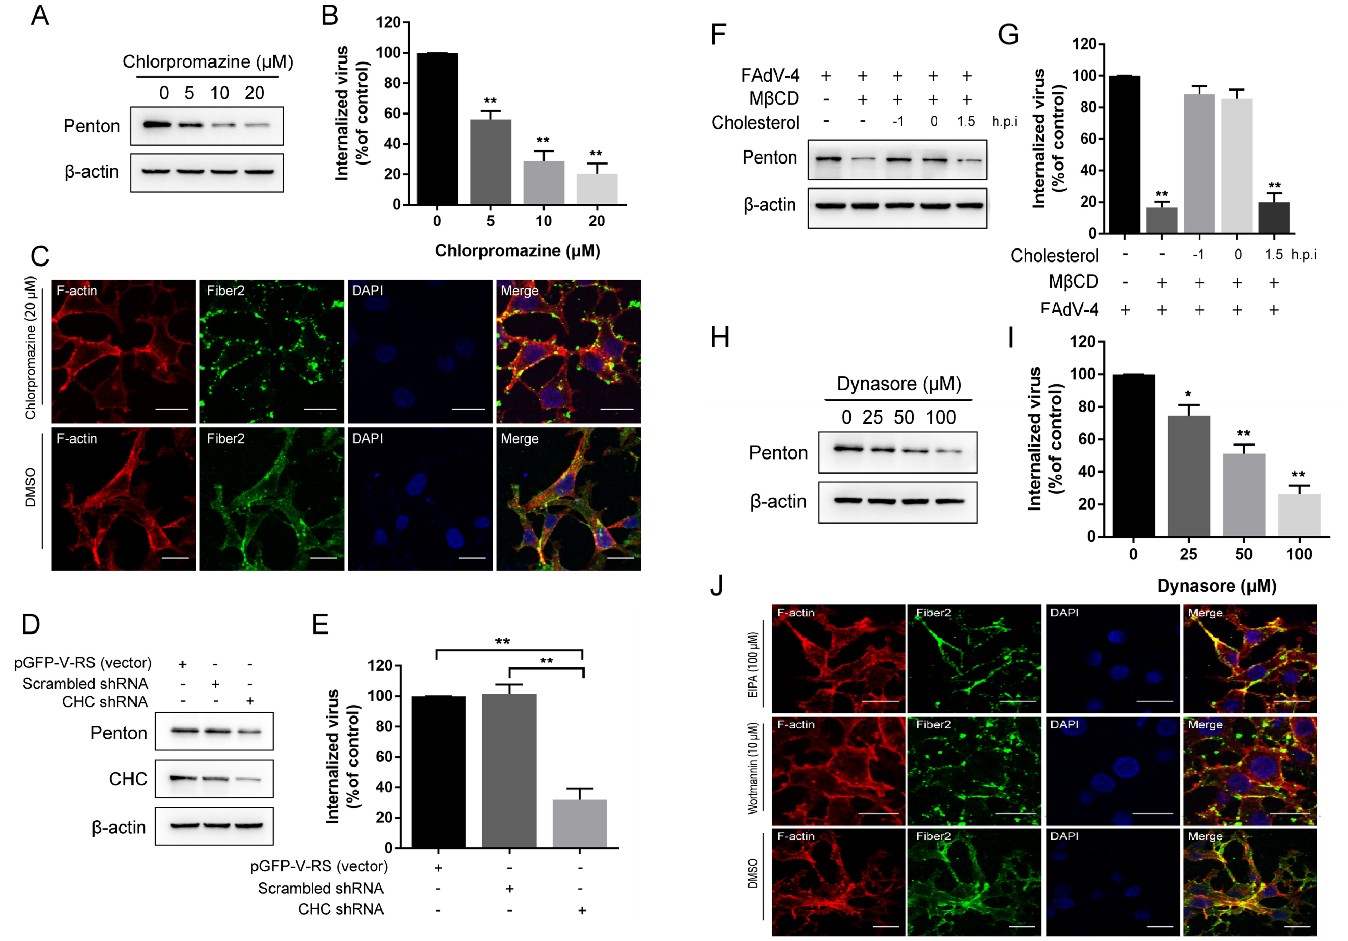 A
Chlorpromazine (µM)
0 5 10 20
Penton
β-actin
B
Internalized virus
(%of control)
120
100
80
60
40
20
0
**
**
**
0 5 10 20
Chlorpromazine (µM)
C
Chlorpromazine (20 µM)
F-actin Fiber2 DAPI Merge
DMSO
F-actin Fiber2 DAPI Merge
D
pGFP-V-RS (vector) + - -
Scrambled shRNA - + -
CHC shRNA - - +
Penton
CHC
β-actin
E
Internalized virus
(%of control)
120
100
80
60
40
20
0
**
**
pGFP-V-RS (vector) + - -
Scrambled shRNA - + -
CHC shRNA - - +
F
FAdV-4 + + + + +
MβCD - + + + +
Cholesterol - - -1 0 1.5 h.p.i
Penton
β-actin
G
Internalized virus
(%of control)
120
100
80
60
40
20
0
**
**
Cholesterol - - -1 0 1.5 h.p.i
MβCD - + + + +
FAdV-4 + + + + +
H
Dynasore (µM)
0 25 50 100
Penton
β-actin
I
Internalized virus
(%of control)
120
100
80
60
40
20
0
*
**
**
0 25 50 100
Dynasore (µM)
J
EIPA (100 µM)
F-actin Fiber2 DAPI Merge
Wortmannin (10 µM)
F-actin Fiber2 DAPI Merge
DMSO
F-actin Fiber2 DAPI Merge